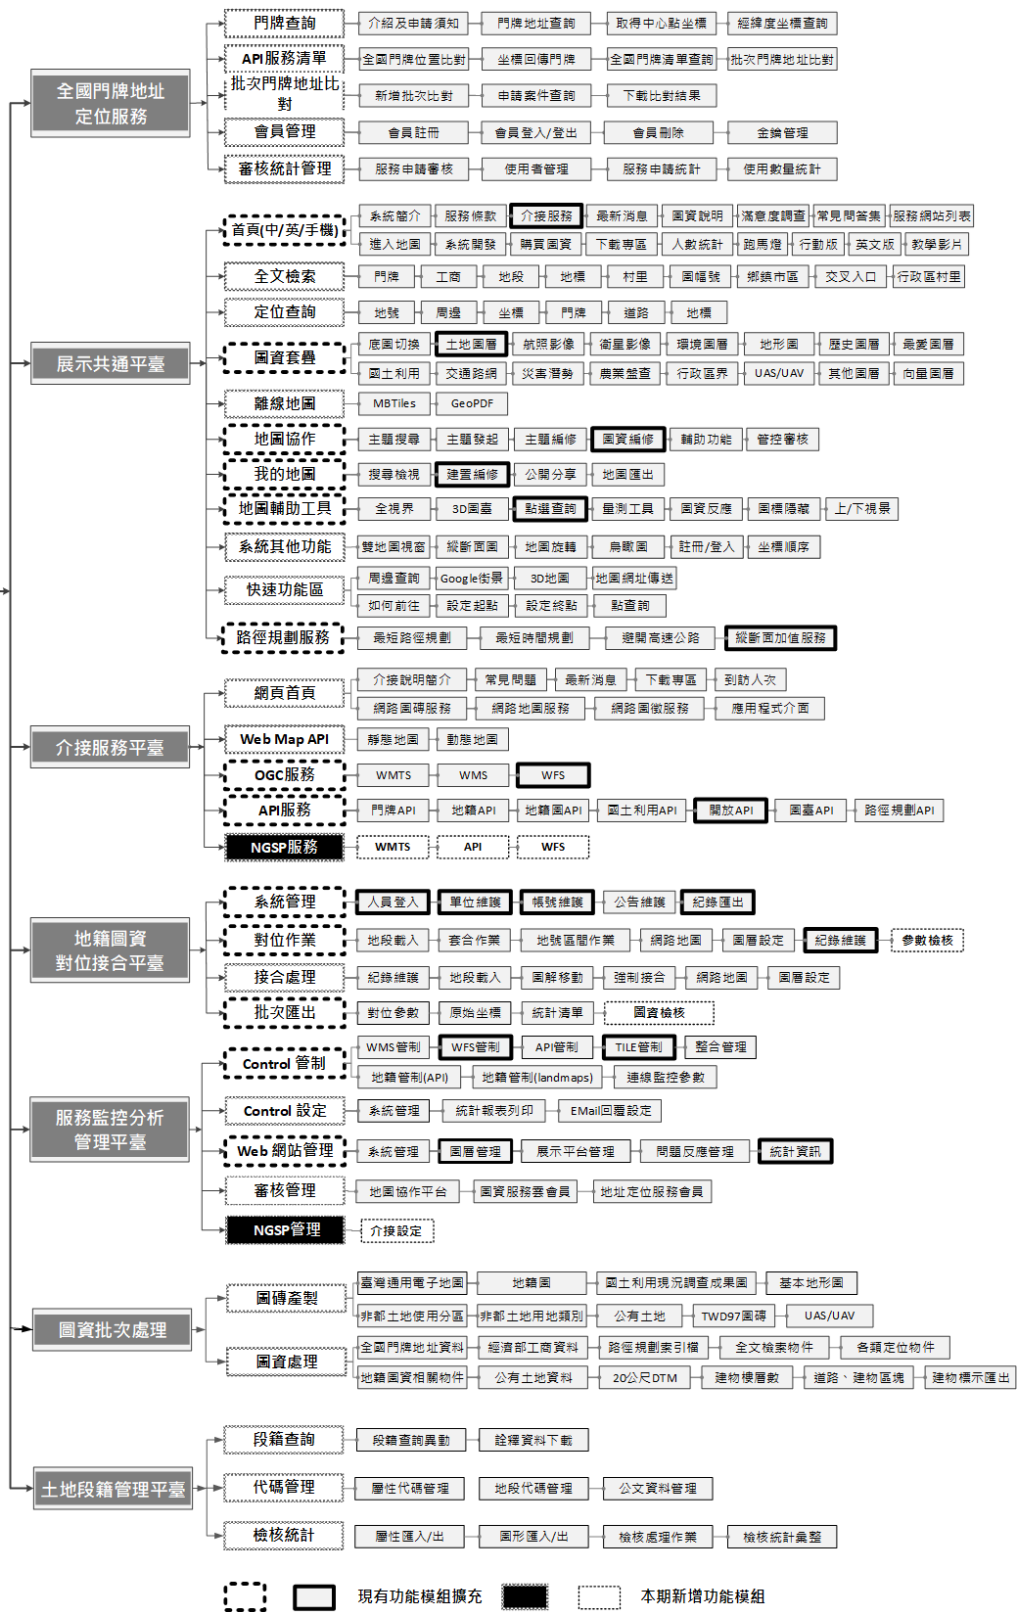 全國門牌地址
定位服務
門牌查詢
介紹及申請須知
門牌地址查詢
取得中心點坐標
經緯度坐標查詢
API服務清單
全國門牌位置比對
坐標回傳門牌
全國門牌清單查詢
批次門牌地址比對
批次門牌地址比
對
新增批次比對
申請案件查詢
下載比對結果
會員管理
會員註冊
會員登入/登出
會員刪除
金鑰管理
審核統計管理
服務申請審核
使用者管理
服務申請統計
使用數量統計
展示共通平臺
首頁(中/英/手機)
系統簡介
服務條款
介接服務
最新消息
圖資說明
滿意度調查
常見問答集
服務網站列表
進入地圖
系統開發
購買圖資
下載專區
人數統計
跑馬燈
行動版
英文版
教學影片
全文檢索
門牌
工商
地段
地標
村里
圖幅號
鄉鎮市區
交叉入口
行政區村里
定位查詢
地號
周邊
坐標
門牌
道路
地標
圖資套疊
底圖切換
土地圖層
航照影像
衛星影像
環境圖層
地形圖
歷史圖層
最愛圖層
國土利用
交通路網
災害潛勢
農業盤查
行政區界
UAS/UAV
其他圖層
向量圖層
離線地圖
MBTiles
GeoPDF
地圖協作
主題搜尋
主題發起
主題編修
圖資編修
輔助功能
管控審核
我的地圖
搜尋檢視
建置編修
公開分享
地圖匯出
地圖輔助工具
全視界
3D圖臺
點選查詢
量測工具
圖資反應
圖標隱藏
上/下視景
系統其他功能
雙地圖視窗
縱斷面圖
地圖旋轉
鳥瞰圖
註冊/登入
坐標順序
快速功能區
周邊查詢
Google街景
3D地圖
地圖網址傳送
如何前往
設定起點
設定終點
點查詢
路徑規劃服務
最短路徑規劃
最短時間規劃
避開高速公路
縱斷面加值服務
介接服務平臺
網頁首頁
介接說明簡介
常見問題
最新消息
下載專區
到訪人次
網路圖磚服務
網路地圖服務
網路圖徵服務
應用程式介面
Web Map API
靜態地圖
動態地圖
OGC服務
WMTS
WMS
WFS
API服務
門牌API
地籍API
地籍圖API
國土利用API
開放API
圖臺API
路徑規劃API
NGSP服務
WMTS
API
WFS
地籍圖資
對位接合平臺
系統管理
人員登入
單位維護
帳號維護
公告維護
紀錄匯出
對位作業
地段載入
套合作業
地號區間作業
網路地圖
圖層設定
紀錄維護
參數檢核
接合處理
紀錄維護
地段載入
圖解移動
強制接合
網路地圖
圖層設定
批次匯出
對位參數
原始坐標
統計清單
圖資檢核
服務監控分析
管理平臺
Control 管制
WMS管制
WFS管制
API管制
TILE管制
整合管理
地籍管制(API)
地籍管制(landmaps)
連線監控參數
Control 設定
系統管理
統計報表列印
EMail回覆設定
Web 網站管理
系統管理
圖層管理
展示平台管理
問題反應管理
統計資訊
審核管理
地圖協作平台
圖資服務雲會員
地址定位服務會員
NGSP管理
介接設定
圖資批次處理
圖磚產製
臺灣通用電子地圖
地籍圖
國土利用現況調查成果圖
基本地形圖
非都土地使用分區
非都土地用地類別
公有土地
TWD97圖磚
UAS/UAV
圖資處理
全國門牌地址資料
經濟部工商資料
路徑規劃索引檔
全文檢索物件
各類定位物件
地籍圖資相關物件
公有土地資料
20公尺DTM
建物樓層數
道路、建物區塊
建物標示匯出
土地段籍管理平臺
段籍查詢
段籍查詢異動
詮釋資料下載
代碼管理
屬性代碼管理
地段代碼管理
公文資料管理
檢核統計
屬性匯入/出
圖形匯入/出
檢核處理作業
檢核統計彙整
現有功能模組擴充
本期新增功能模組